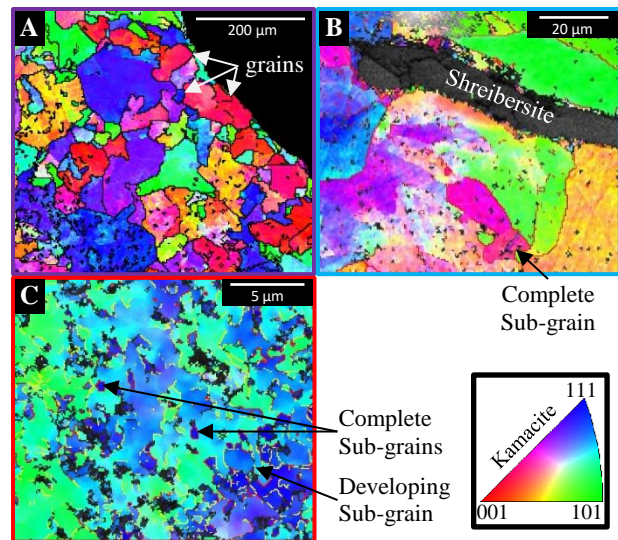 A
200 µm
grains
B
20 µm
Shreibersite
Complete
Sub-grain
C
5 µm
Complete
Sub-grains
Developing
Sub-grain
111
Kamacite
001
101